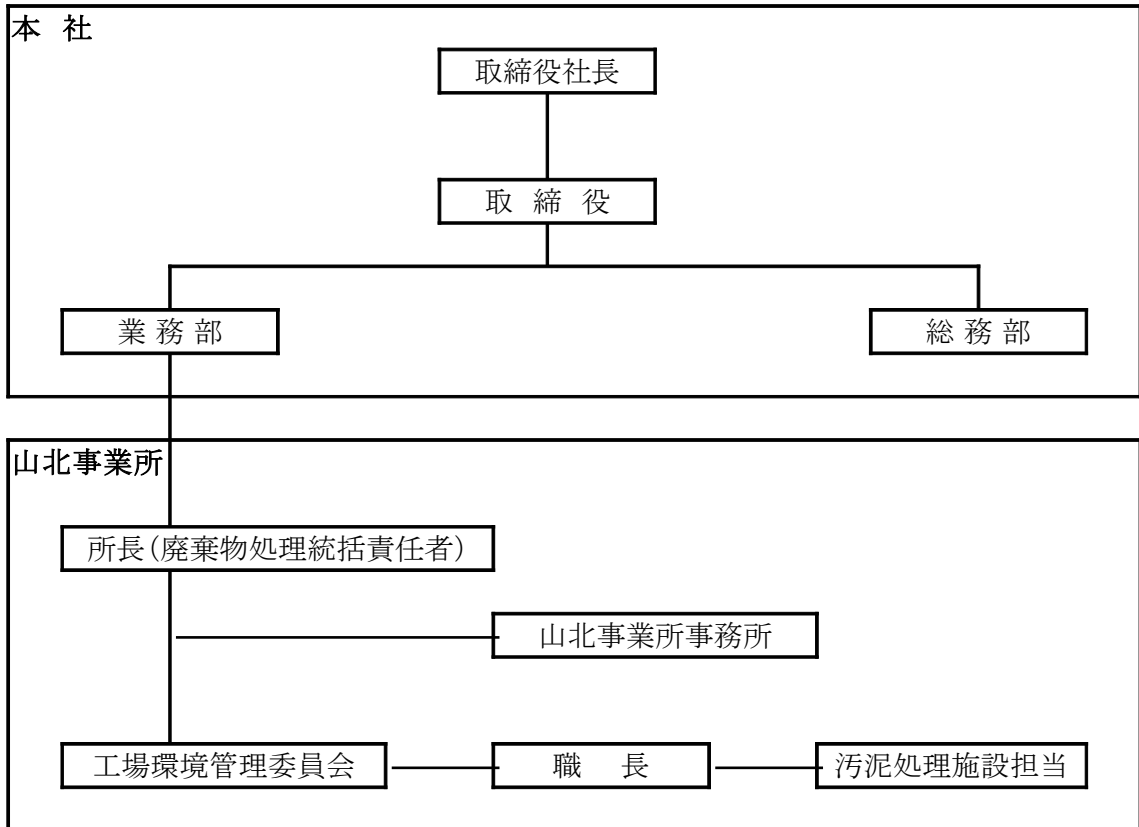 本 社
取締役社長
取 締 役
業 務 部
総 務 部
山北事業所
所長(廃棄物処理統括責任者)
山北事業所事務所
工場環境管理委員会
職 長
汚泥処理施設担当